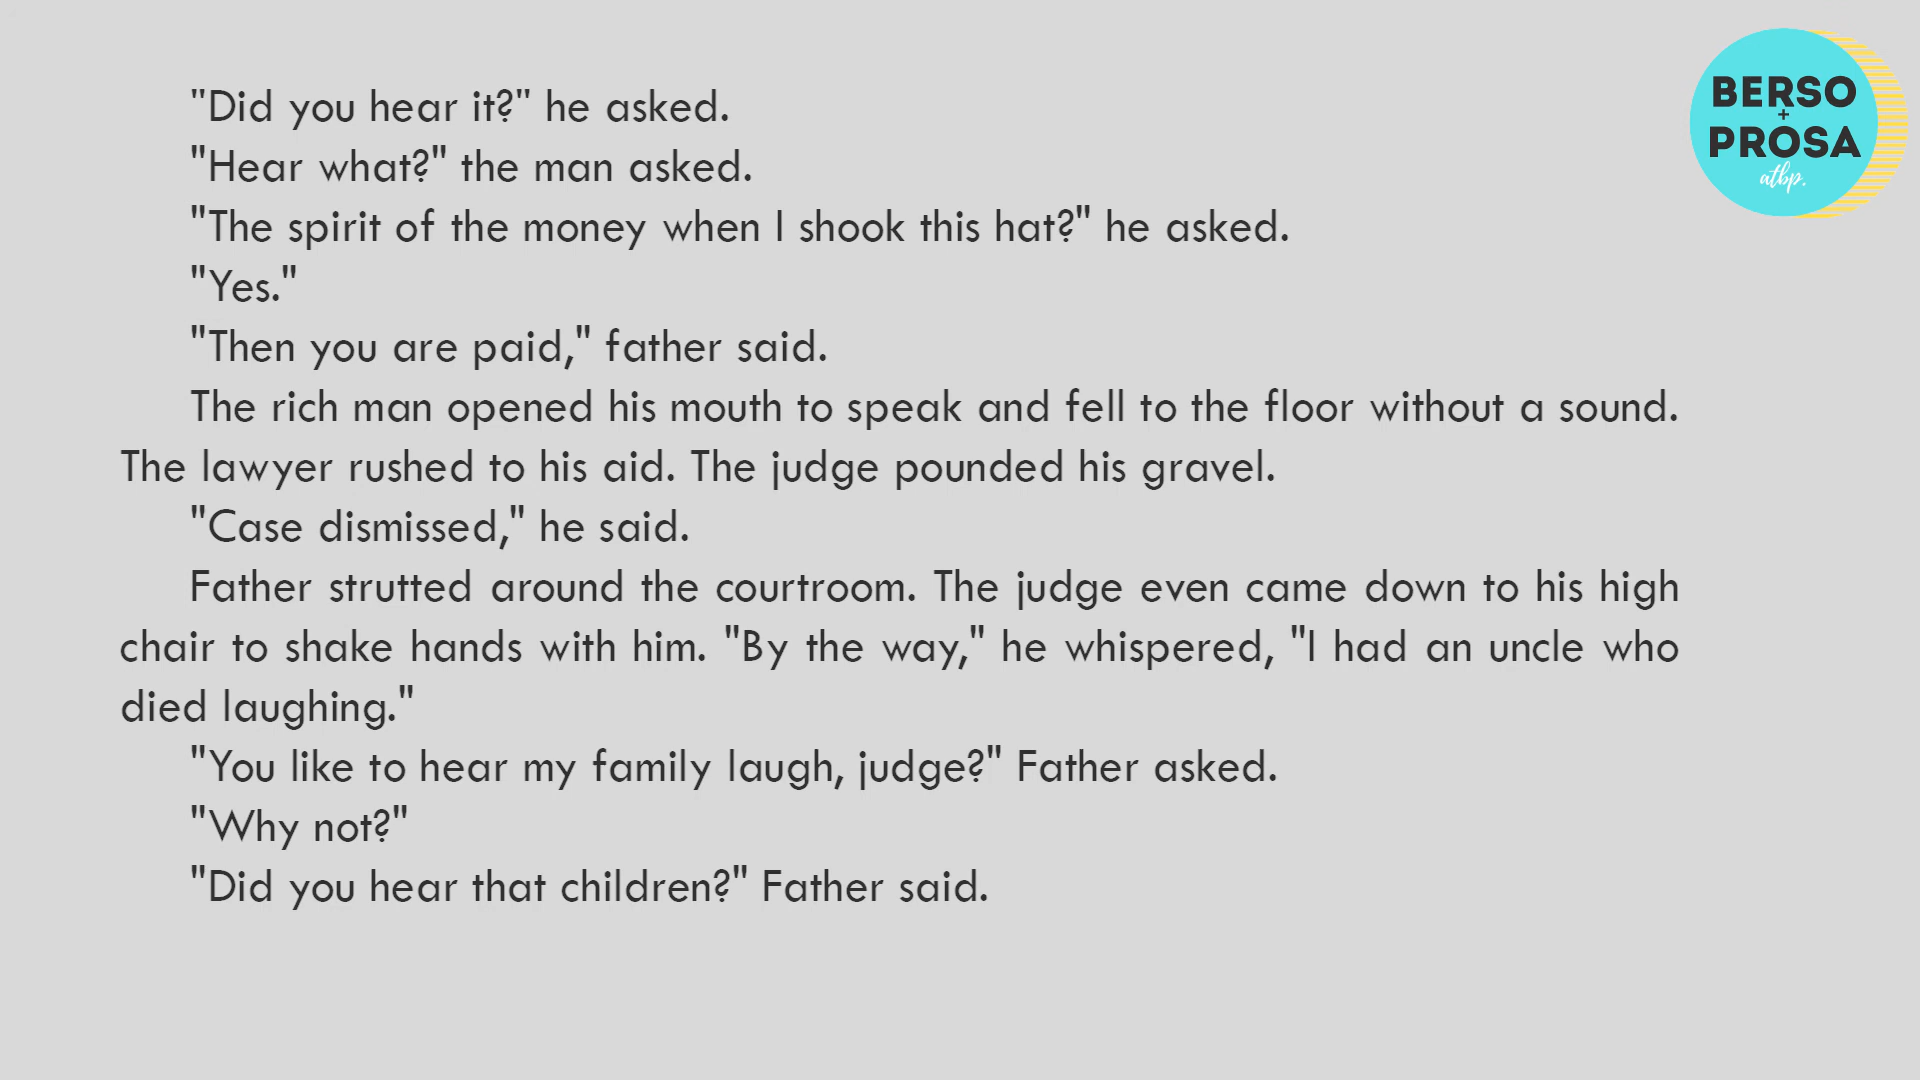 "Did you hear it?" he asked.
"Hear what?" the man asked.
"The spirit of the money when I shook this hat?" he asked.
"Yes."
"Then you are paid," father said.
The rich man opened his mouth to speak and fell to the floor without a sound.
The lawyer rushed to his aid. The judge pounded his gravel.
"Case dismissed," he said.
Father strutted around the courtroom. The judge even came down to his high
chair to shake hands with him. "By the way," he whispered, "I had an uncle who
died laughing."
"You like to hear my family laugh, judge?" Father asked.
"Why not?"
"Did you hear that children?" Father said.
BERSO
+
PROSA
atbp.